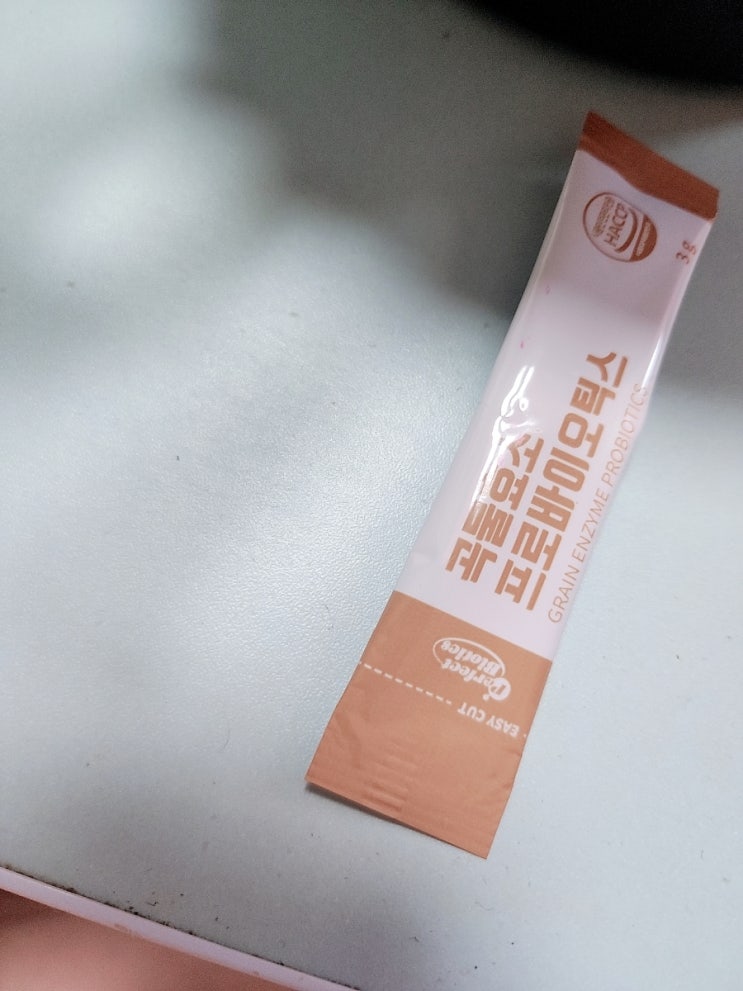 곡물효소
프로바이오틱스
GRAIN ENZYME PROBIOTICS
Perfect
Biotics
EASY CUT
HACCP
3g